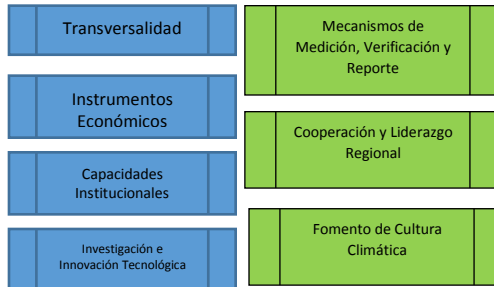 Transversalidad
Instrumentos
Económicos
Capacidades
Institucionales
Investigación e
Innovación Tecnológica
Mecanismos de
Medición, Verificación y
Reporte
Cooperación y Liderazgo
Regional
Fomento de Cultura
Climática